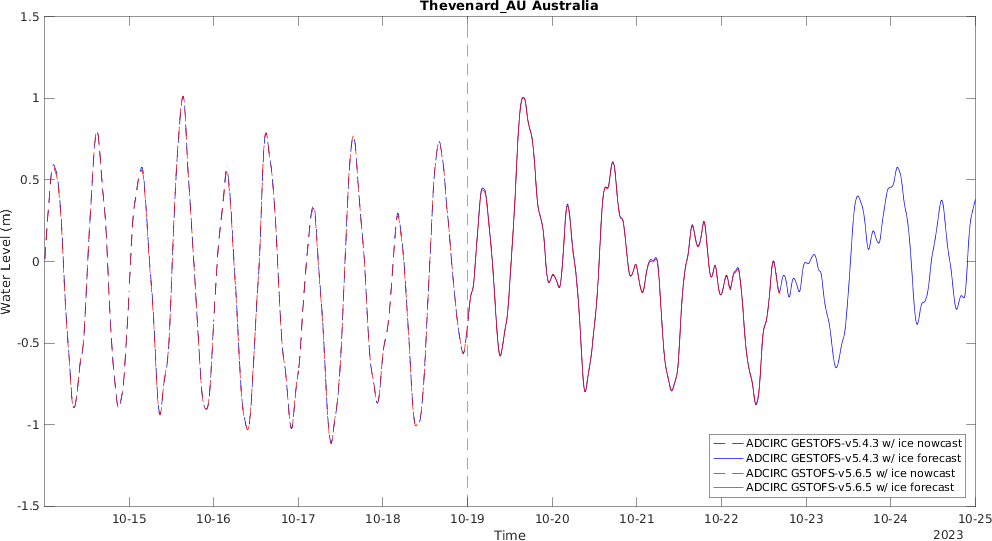 Thevenard_AU Australia
1.5
1
0.5
0
-0.5
-1
-1.5
Water Level (m)
10-15 10-16 10-17 10-18 10-19 10-20 10-21 10-22 10-23 10-24 10-25
Time
2023
ADCIRC GESTOFS-v5.4.3 w/ ice nowcast
ADCIRC GESTOFS-v5.4.3 w/ ice forecast
ADCIRC GSTOFS-v5.6.5 w/ ice nowcast
ADCIRC GSTOFS-v5.6.5 w/ ice forecast